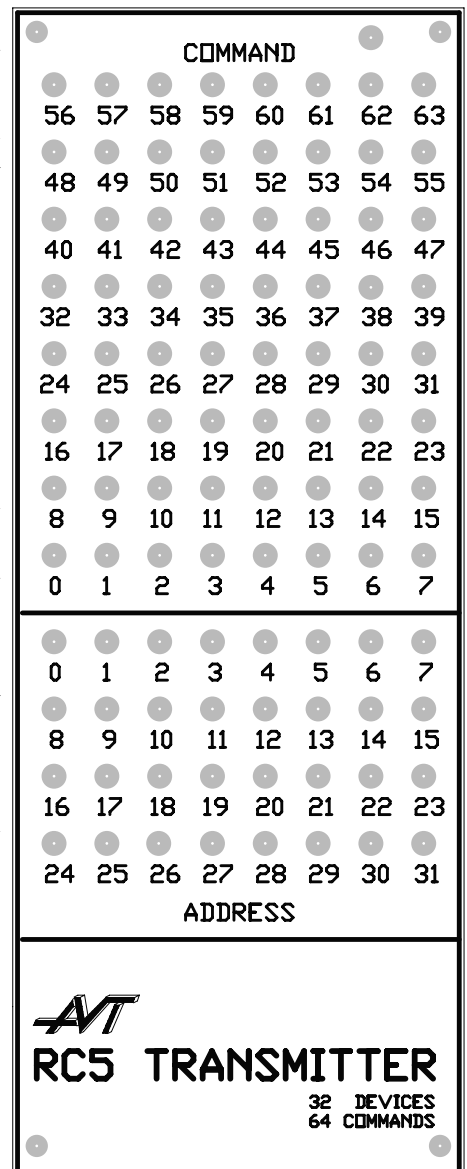 COMMAND
56 57 58 59 60 61 62 63
48 49 50 51 52 53 54 55
40 41 42 43 44 45 46 47
32 33 34 35 36 37 38 39
24 25 26 27 28 29 30 31
16 17 18 19 20 21 22 23
8 9 10 11 12 13 14 15
0 1 2 3 4 5 6 7
0 1 2 3 4 5 6 7
8 9 10 11 12 13 14 15
16 17 18 19 20 21 22 23
24 25 26 27 28 29 30 31
ADDRESS
AVT
RC5 TRANSMITTER
32 DEVICES
64 COMMANDS